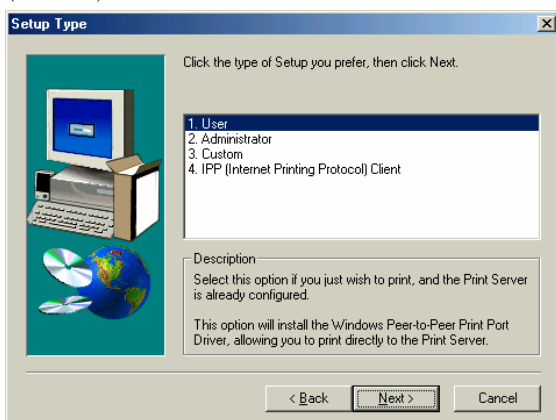 Setup Type
Click the type of Setup you prefer, then click Next.
1. User
2. Administrator
3. Custom
4. IPP (Internet Printing Protocol) Client
Description
Select this option if you just wish to print, and the Print Server
is already configured.
This option will install the Windows Peer-to-Peer Print Port
Driver, allowing you to print directly to the Print Server.
< Back
Next >
Cancel